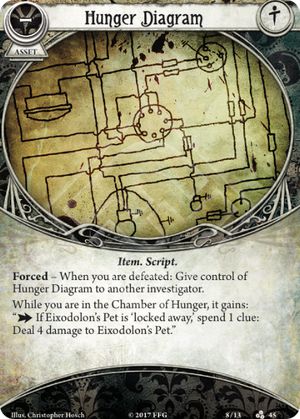 Hunger Diagram
ASSET
Item. Script.
Forced – When you are defeated: Give control of
Hunger Diagram to another investigator.
While you are in the Chamber of Hunger, it gains:
" If Eixodolon's Pet is 'locked away,' spend 1 clue:
Deal 4 damage to Eixodolon's Pet."
Illus. Christopher Hosch
© 2017 FFG
8/13
45